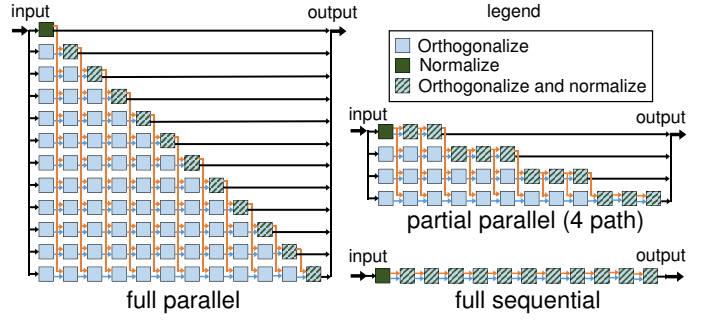 input
output
full parallel
legend
Orthogonalize
Normalize
Orthogonalize and normalize
input
output
partial parallel (4 path)
input
output
full sequential